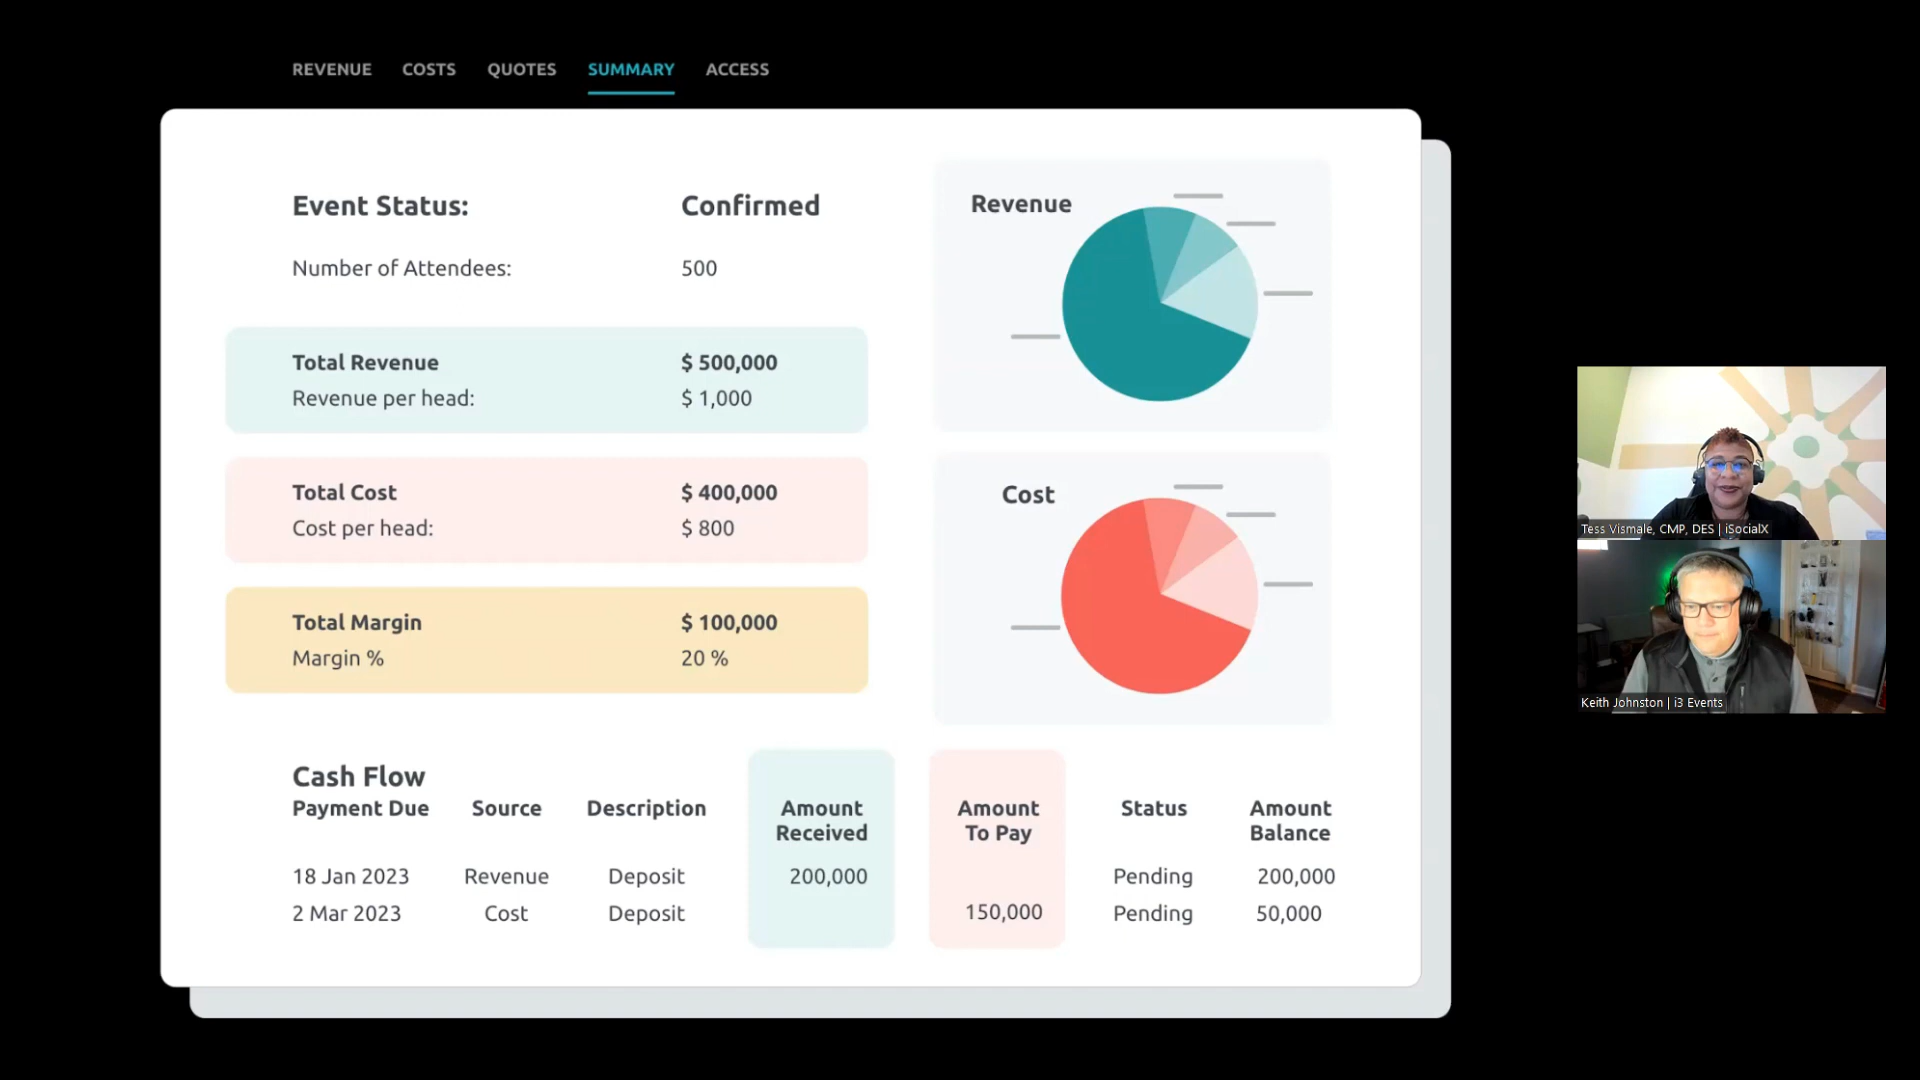 REVENUE COSTS QUOTES SUMMARY ACCESS
Event Status: Confirmed
Number of Attendees: 500
Total Revenue $ 500,000
Revenue per head: $ 1,000
Total Cost $ 400,000
Cost per head: $ 800
Total Margin $ 100,000
Margin % 20 %
Revenue
Cost
Cash Flow
Payment Due Source Description Amount Received Amount To Pay Status Amount Balance
18 Jan 2023 Revenue Deposit 200,000 Pending 200,000
2 Mar 2023 Cost Deposit 150,000 Pending 50,000
Tess Vismale, CMP, DES | iSocialX
Keith Johnston | i3 Events